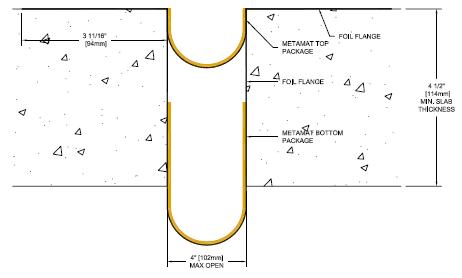 3 11/16"
[94mm]
FOIL FLANGE
METAMAT TOP
PACKAGE
FOIL FLANGE
4 1/2"
[114mm]
MIN. SLAB
THICKNESS
METAMAT BOTTOM
PACKAGE
4" [102mm]
MAX OPEN